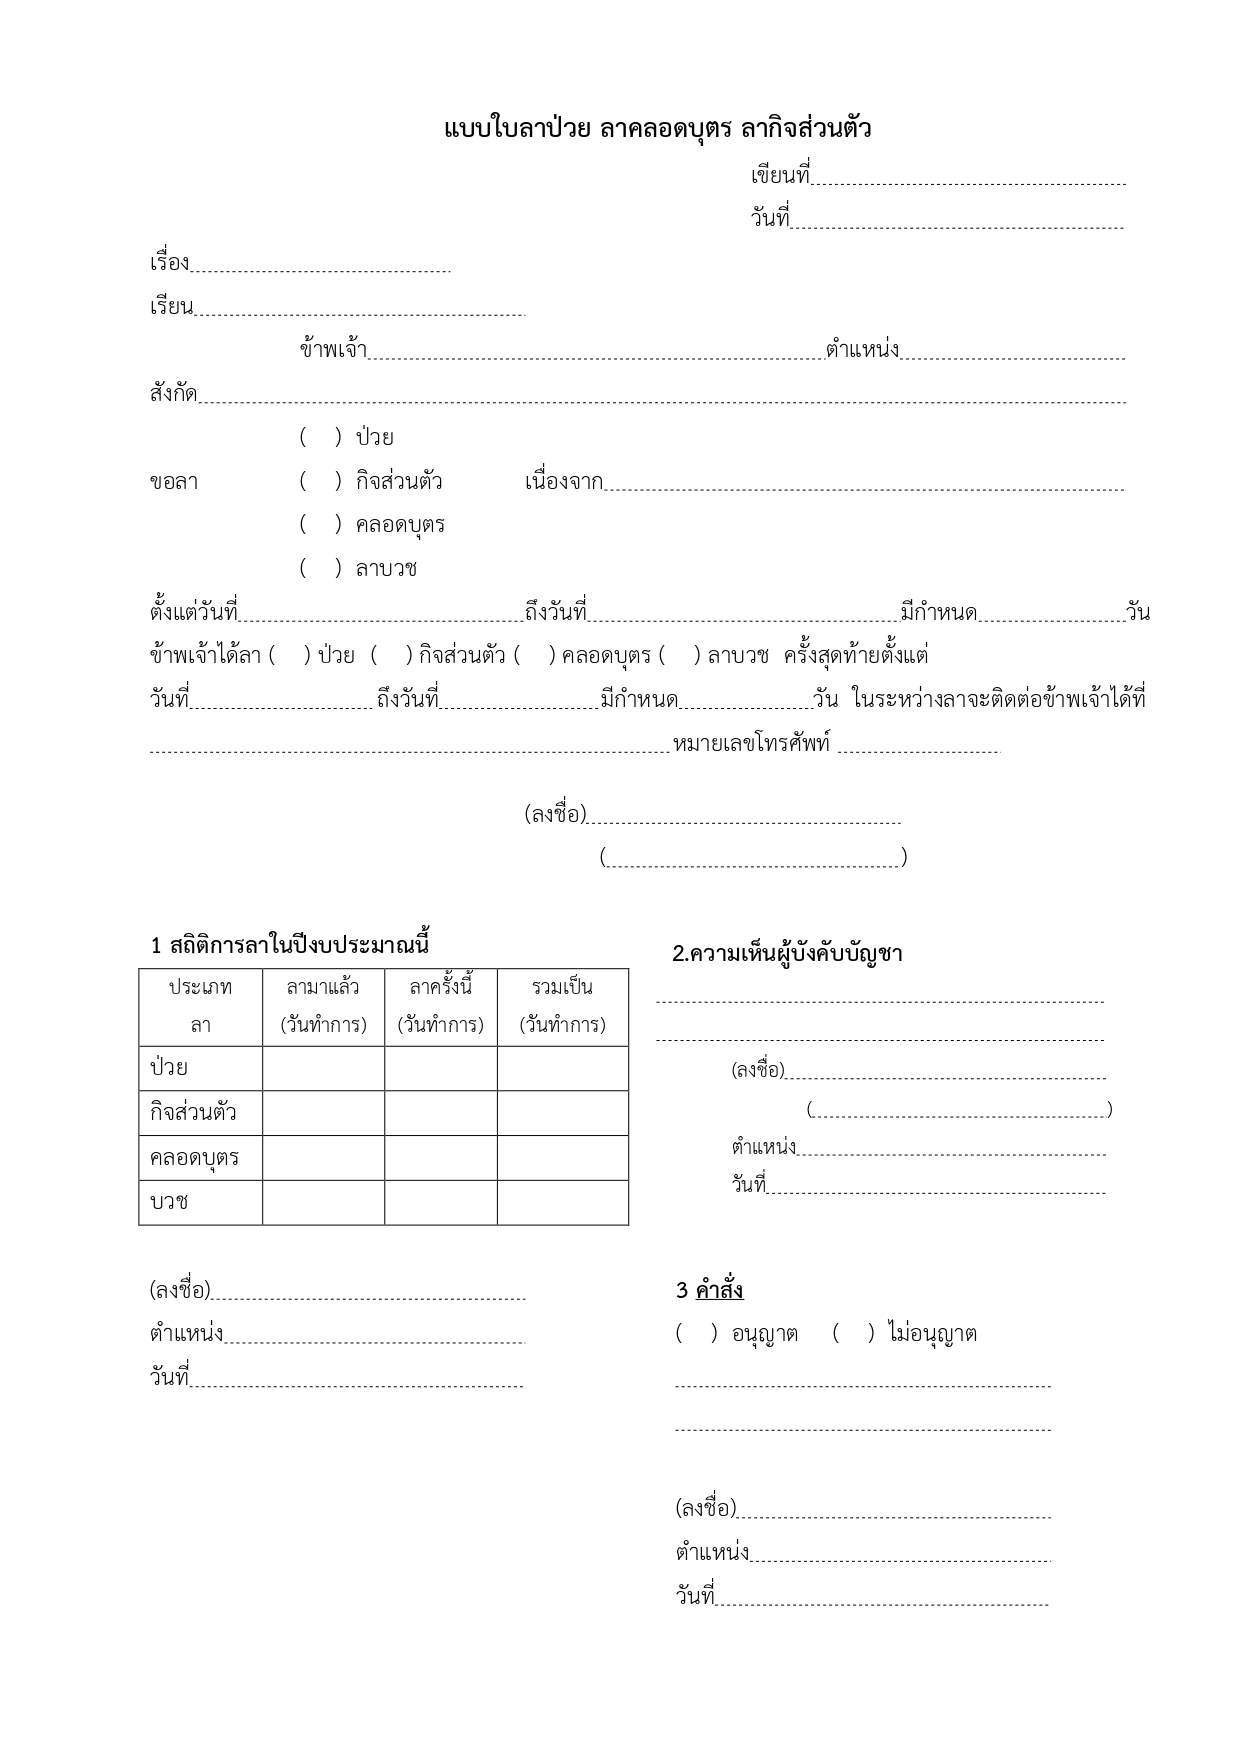 แบบใบลาป่วย ลาคลอดบุตร ลากิจส่วนตัว
เขียนที่
วันที่
เรื่อง
เรียน
ข้าพเจ้า ตำแหน่ง
สังกัด
( ) ป่วย
ขอลา ( ) กิจส่วนตัว เนื่องจาก
( ) คลอดบุตร
( ) ลาบวช
ตั้งแต่วันที่ ถึงวันที่ มีกำหนด วัน
ข้าพเจ้าได้ลา ( ) ป่วย ( ) กิจส่วนตัว ( ) คลอดบุตร ( ) ลาบวช ครั้งสุดท้ายตั้งแต่
วันที่ ถึงวันที่ มีกำหนด วัน ในระหว่างลาจะติดต่อข้าพเจ้าได้ที่
หมายเลขโทรศัพท์
(ลงชื่อ)
( )
1 สถิติการลาในปีงบประมาณนี้
ประเภท ลามาแล้ว ลาครั้งนี้ รวมเป็น
ลา (วันทำการ) (วันทำการ) (วันทำการ)
ป่วย
กิจส่วนตัว
คลอดบุตร
บวช
(ลงชื่อ)
ตำแหน่ง
วันที่
2.ความเห็นผู้บังคับบัญชา
(ลงชื่อ)
( )
ตำแหน่ง
วันที่
3 คำสั่ง
( ) อนุญาต ( ) ไม่อนุญาต
(ลงชื่อ)
ตำแหน่ง
วันที่